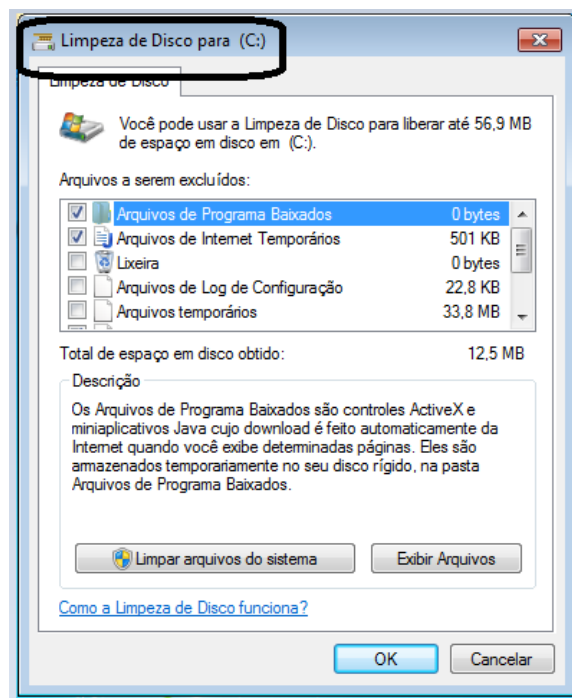 Limpeza de Disco para (C:)
Limpeza de Disco
Você pode usar a Limpeza de Disco para liberar até 56,9 MB
de espaço em disco em (C:).
Arquivos a serem excluídos:
Arquivos de Programa Baixados 0 bytes
Arquivos de Internet Temporários 501 KB
Lixeira 0 bytes
Arquivos de Log de Configuração 22,8 KB
Arquivos temporários 33,8 MB
Total de espaço em disco obtido: 12,5 MB
Descrição
Os Arquivos de Programa Baixados são controles ActiveX e
miniaplicativos Java cujo download é feito automaticamente da
Internet quando você exibe determinadas páginas. Eles são
armazenados temporariamente no seu disco rígido, na pasta
Arquivos de Programa Baixados.
Limpar arquivos do sistema Exibir Arquivos
Como a Limpeza de Disco funciona?
OK Cancelar